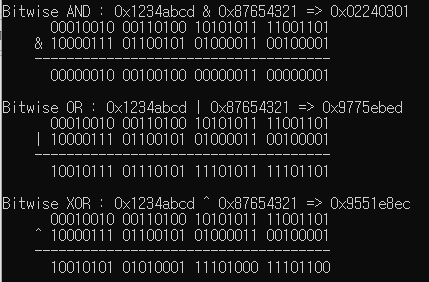 Bitwise AND : 0x1234abcd & 0x87654321 => 0x02240301
00010010 00110100 10101011 11001101
& 10000111 01100101 01000011 00100001
-----------------------------------
00000010 00100100 00000011 00000001
Bitwise OR : 0x1234abcd | 0x87654321 => 0x9775ebed
00010010 00110100 10101011 11001101
| 10000111 01100101 01000011 00100001
-----------------------------------
10010111 01110101 11101011 11101101
Bitwise XOR : 0x1234abcd ^ 0x87654321 => 0x9551e8ec
00010010 00110100 10101011 11001101
^ 10000111 01100101 01000011 00100001
-----------------------------------
10010101 01010001 11101000 11101100